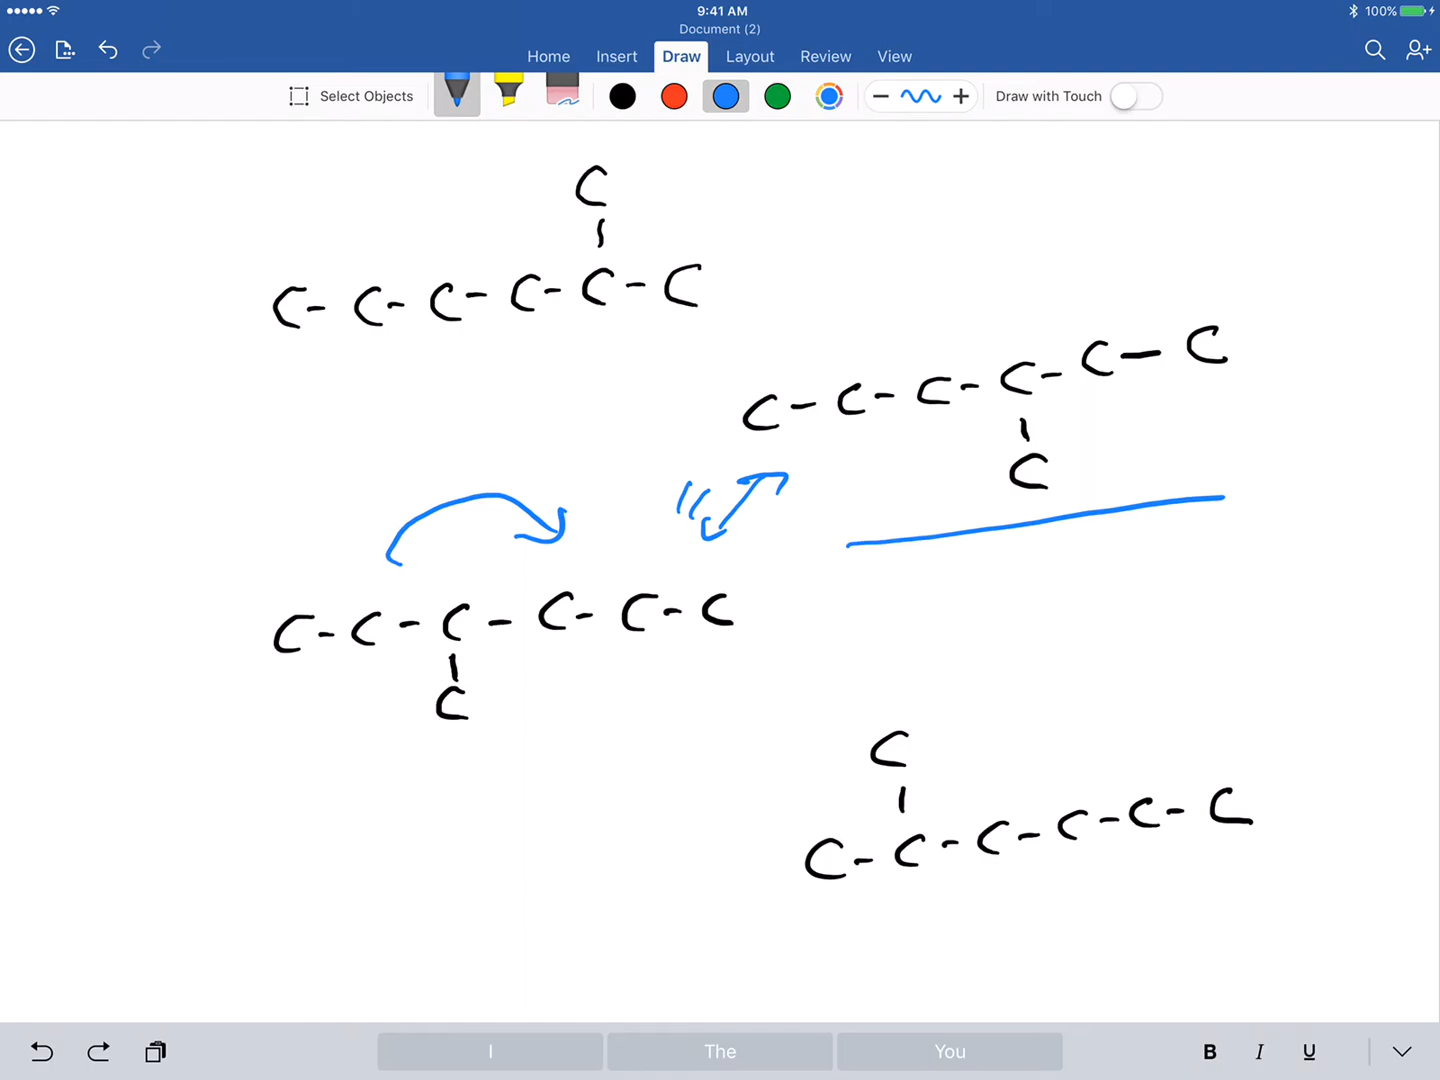 9:41 AM
100%
Document (2)
Home Insert Draw Layout Review View
Select Objects
Draw with Touch
C
C - C - C - C - C - C
C - C - C - C - C - C
C
C - C - C - C - C - C
C
C
C - C - C - C - C - C
I The You
B I U